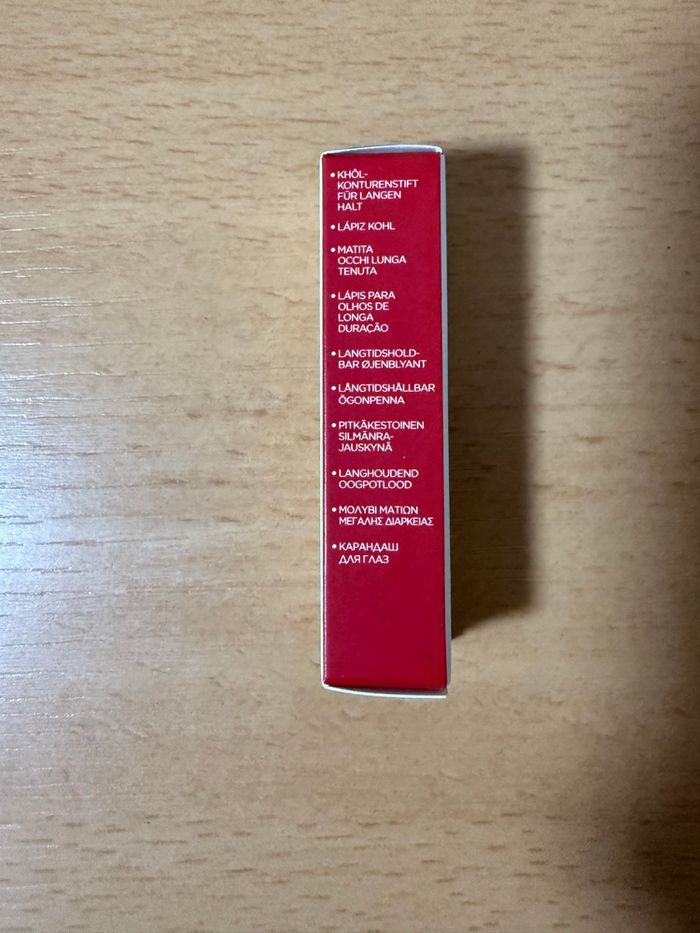 • KHÔL-
KONTURENSTIFT
FÜR LANGEN
HALT
• LÁPIZ KOHL
• MATITA
OCCHI LUNGA
TENUTA
• LÁPIS PARA
OLHOS DE
LONGA
DURAÇÃO
• LANGTIDSHOLD-
BAR ØJENBLYANT
• LÅNGTIDSHÅLLBAR
ÖGONPENNA
• PITKÄKESTOINEN
SILMÄNRA-
JAUSKYNÄ
• LANGHOUDEND
OOGPOTLOOD
• ΜΟΛΥΒΙ ΜΑΤΙΩΝ
ΜΕΓΑΛΗΣ ΔΙΑΡΚΕΙΑΣ
• КАРАНДАШ
ДЛЯ ГЛАЗ